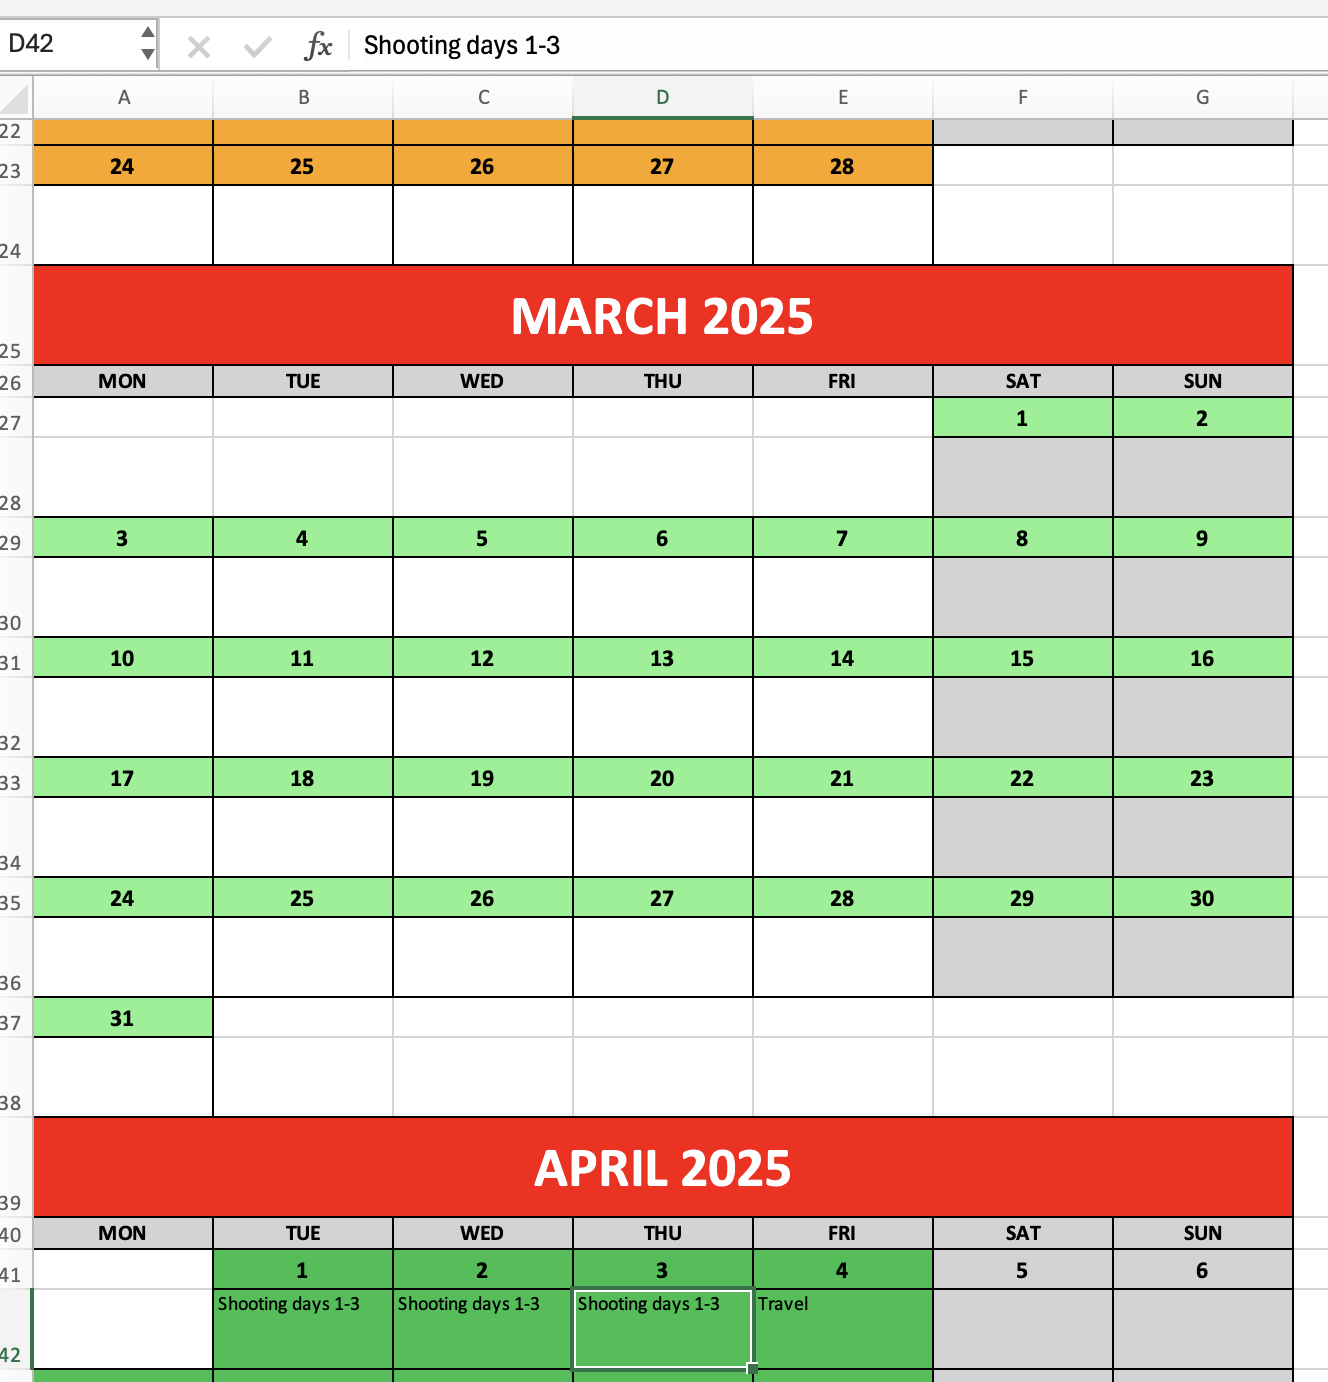 D42 fx Shooting days 1-3
A B C D E F G
22
23 24 25 26 27 28
24
25 MARCH 2025
26 MON TUE WED THU FRI SAT SUN
27 1 2
28
29 3 4 5 6 7 8 9
30
31 10 11 12 13 14 15 16
32
33 17 18 19 20 21 22 23
34
35 24 25 26 27 28 29 30
36
37 31
38
39 APRIL 2025
40 MON TUE WED THU FRI SAT SUN
41 1 2 3 4 5 6
42 Shooting days 1-3 Shooting days 1-3 Shooting days 1-3 Travel